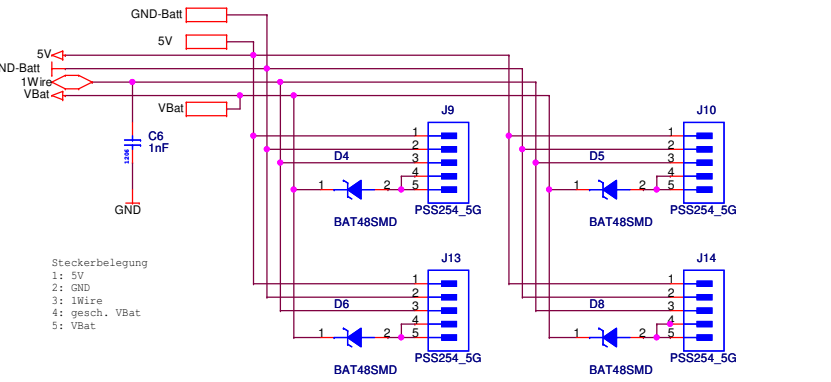 GND-Batt
5V
5V
ND-Batt
1Wire
VBat
VBat
C6
1nF
1206
GND
J9
1
2
3
4
5
D4
1 2
BAT48SMD
PSS254_5G
J10
1
2
3
4
5
D5
1 2
BAT48SMD
PSS254_5G
Steckerbelegung
1: 5V
2: GND
3: 1Wire
4: gesch. VBat
5: VBat
J13
1
2
3
4
5
D6
1 2
BAT48SMD
PSS254_5G
J14
1
2
3
4
5
D8
1 2
BAT48SMD
PSS254_5G